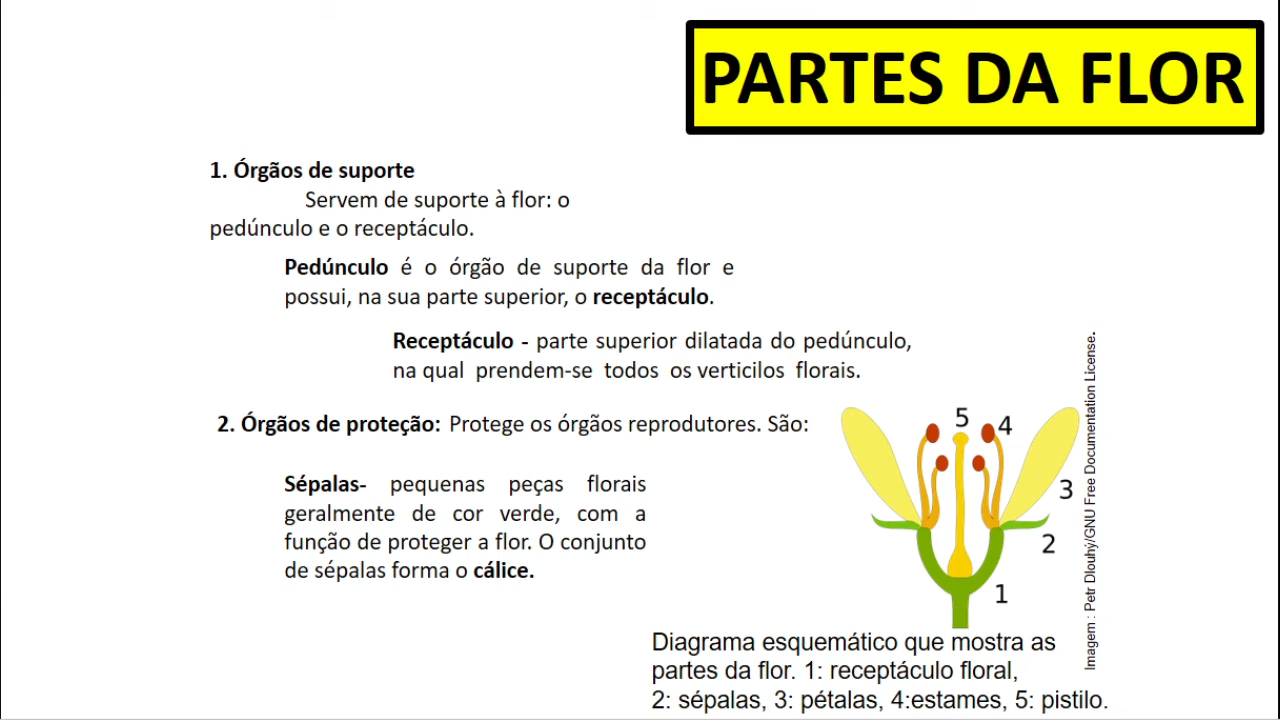 PARTES DA FLOR
1. Órgãos de suporte
Servem de suporte à flor: o
pedúnculo e o receptáculo.
Pedúnculo é o órgão de suporte da flor e
possui, na sua parte superior, o receptáculo.
Receptáculo - parte superior dilatada do pedúnculo,
na qual prendem-se todos os verticilos florais.
2. Órgãos de proteção: Protege os órgãos reprodutores. São:
Sépalas- pequenas peças florais
geralmente de cor verde, com a
função de proteger a flor. O conjunto
de sépalas forma o cálice.
5
4
3
2
1
Imagem : Petr Dlouhý/GNU Free Documentation License.
Diagrama esquemático que mostra as
partes da flor. 1: receptáculo floral,
2: sépalas, 3: pétalas, 4:estames, 5: pistilo.